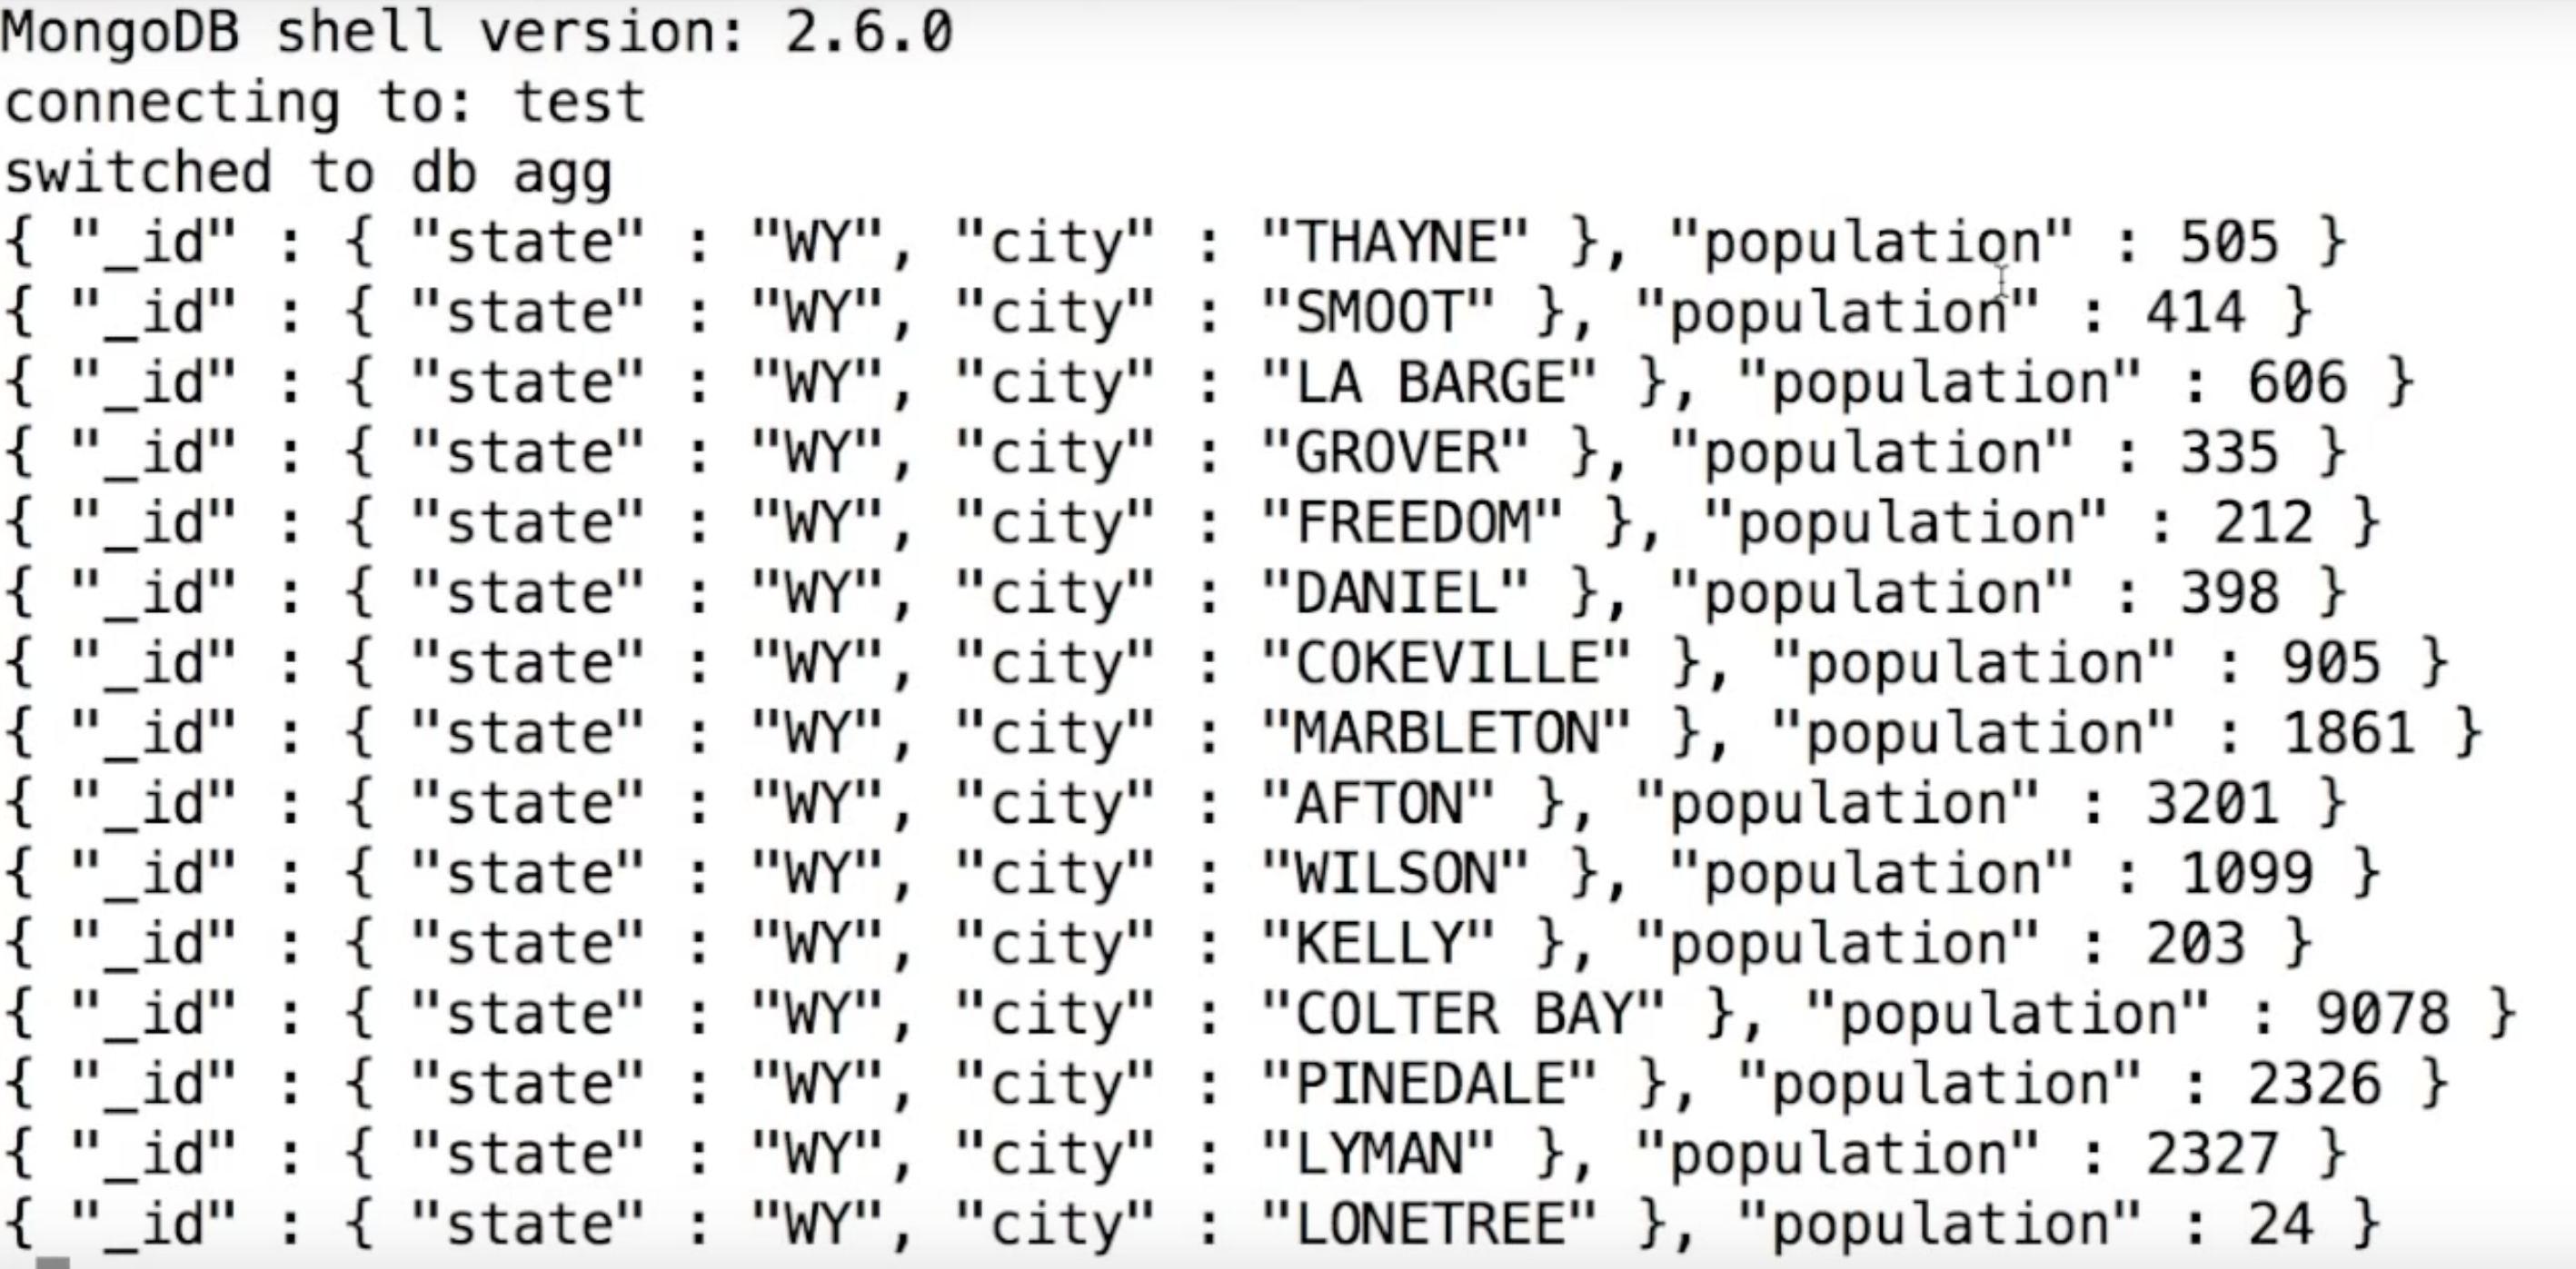 MongoDB shell version: 2.6.0
connecting to: test
switched to db agg
{ "_id" : { "state" : "WY", "city" : "THAYNE" }, "population" : 505 }
{ "_id" : { "state" : "WY", "city" : "SMOOT" }, "population" : 414 }
{ "_id" : { "state" : "WY", "city" : "LA BARGE" }, "population" : 606 }
{ "_id" : { "state" : "WY", "city" : "GROVER" }, "population" : 335 }
{ "_id" : { "state" : "WY", "city" : "FREEDOM" }, "population" : 212 }
{ "_id" : { "state" : "WY", "city" : "DANIEL" }, "population" : 398 }
{ "_id" : { "state" : "WY", "city" : "COKEVILLE" }, "population" : 905 }
{ "_id" : { "state" : "WY", "city" : "MARBLETON" }, "population" : 1861 }
{ "_id" : { "state" : "WY", "city" : "AFTON" }, "population" : 3201 }
{ "_id" : { "state" : "WY", "city" : "WILSON" }, "population" : 1099 }
{ "_id" : { "state" : "WY", "city" : "KELLY" }, "population" : 203 }
{ "_id" : { "state" : "WY", "city" : "COLTER BAY" }, "population" : 9078 }
{ "_id" : { "state" : "WY", "city" : "PINEDALE" }, "population" : 2326 }
{ "_id" : { "state" : "WY", "city" : "LYMAN" }, "population" : 2327 }
{ "_id" : { "state" : "WY", "city" : "LONETREE" }, "population" : 24 }